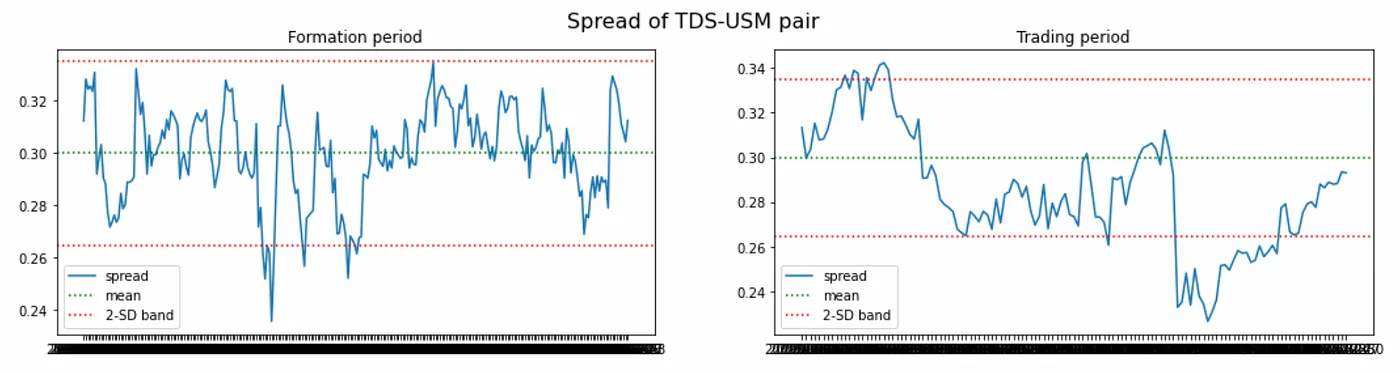 Spread of TDS-USM pair
Formation period
0.32
0.30
0.28
0.26
0.24
spread
mean
2-SD band
Trading period
0.34
0.32
0.30
0.28
0.26
0.24
spread
mean
2-SD band